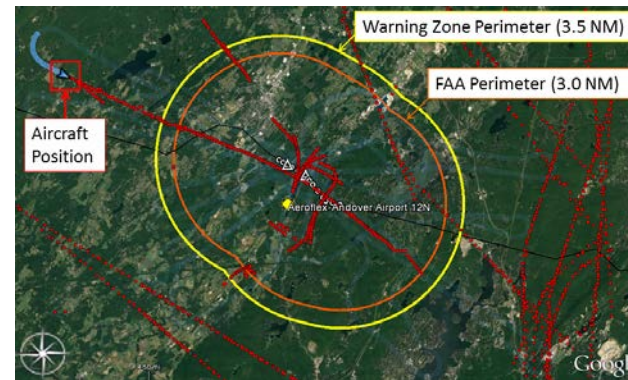 Warning Zone Perimeter (3.5 NM)
FAA Perimeter (3.0 NM)
Aircraft
Position
Aeroflex-Andover Airport 12N
Google